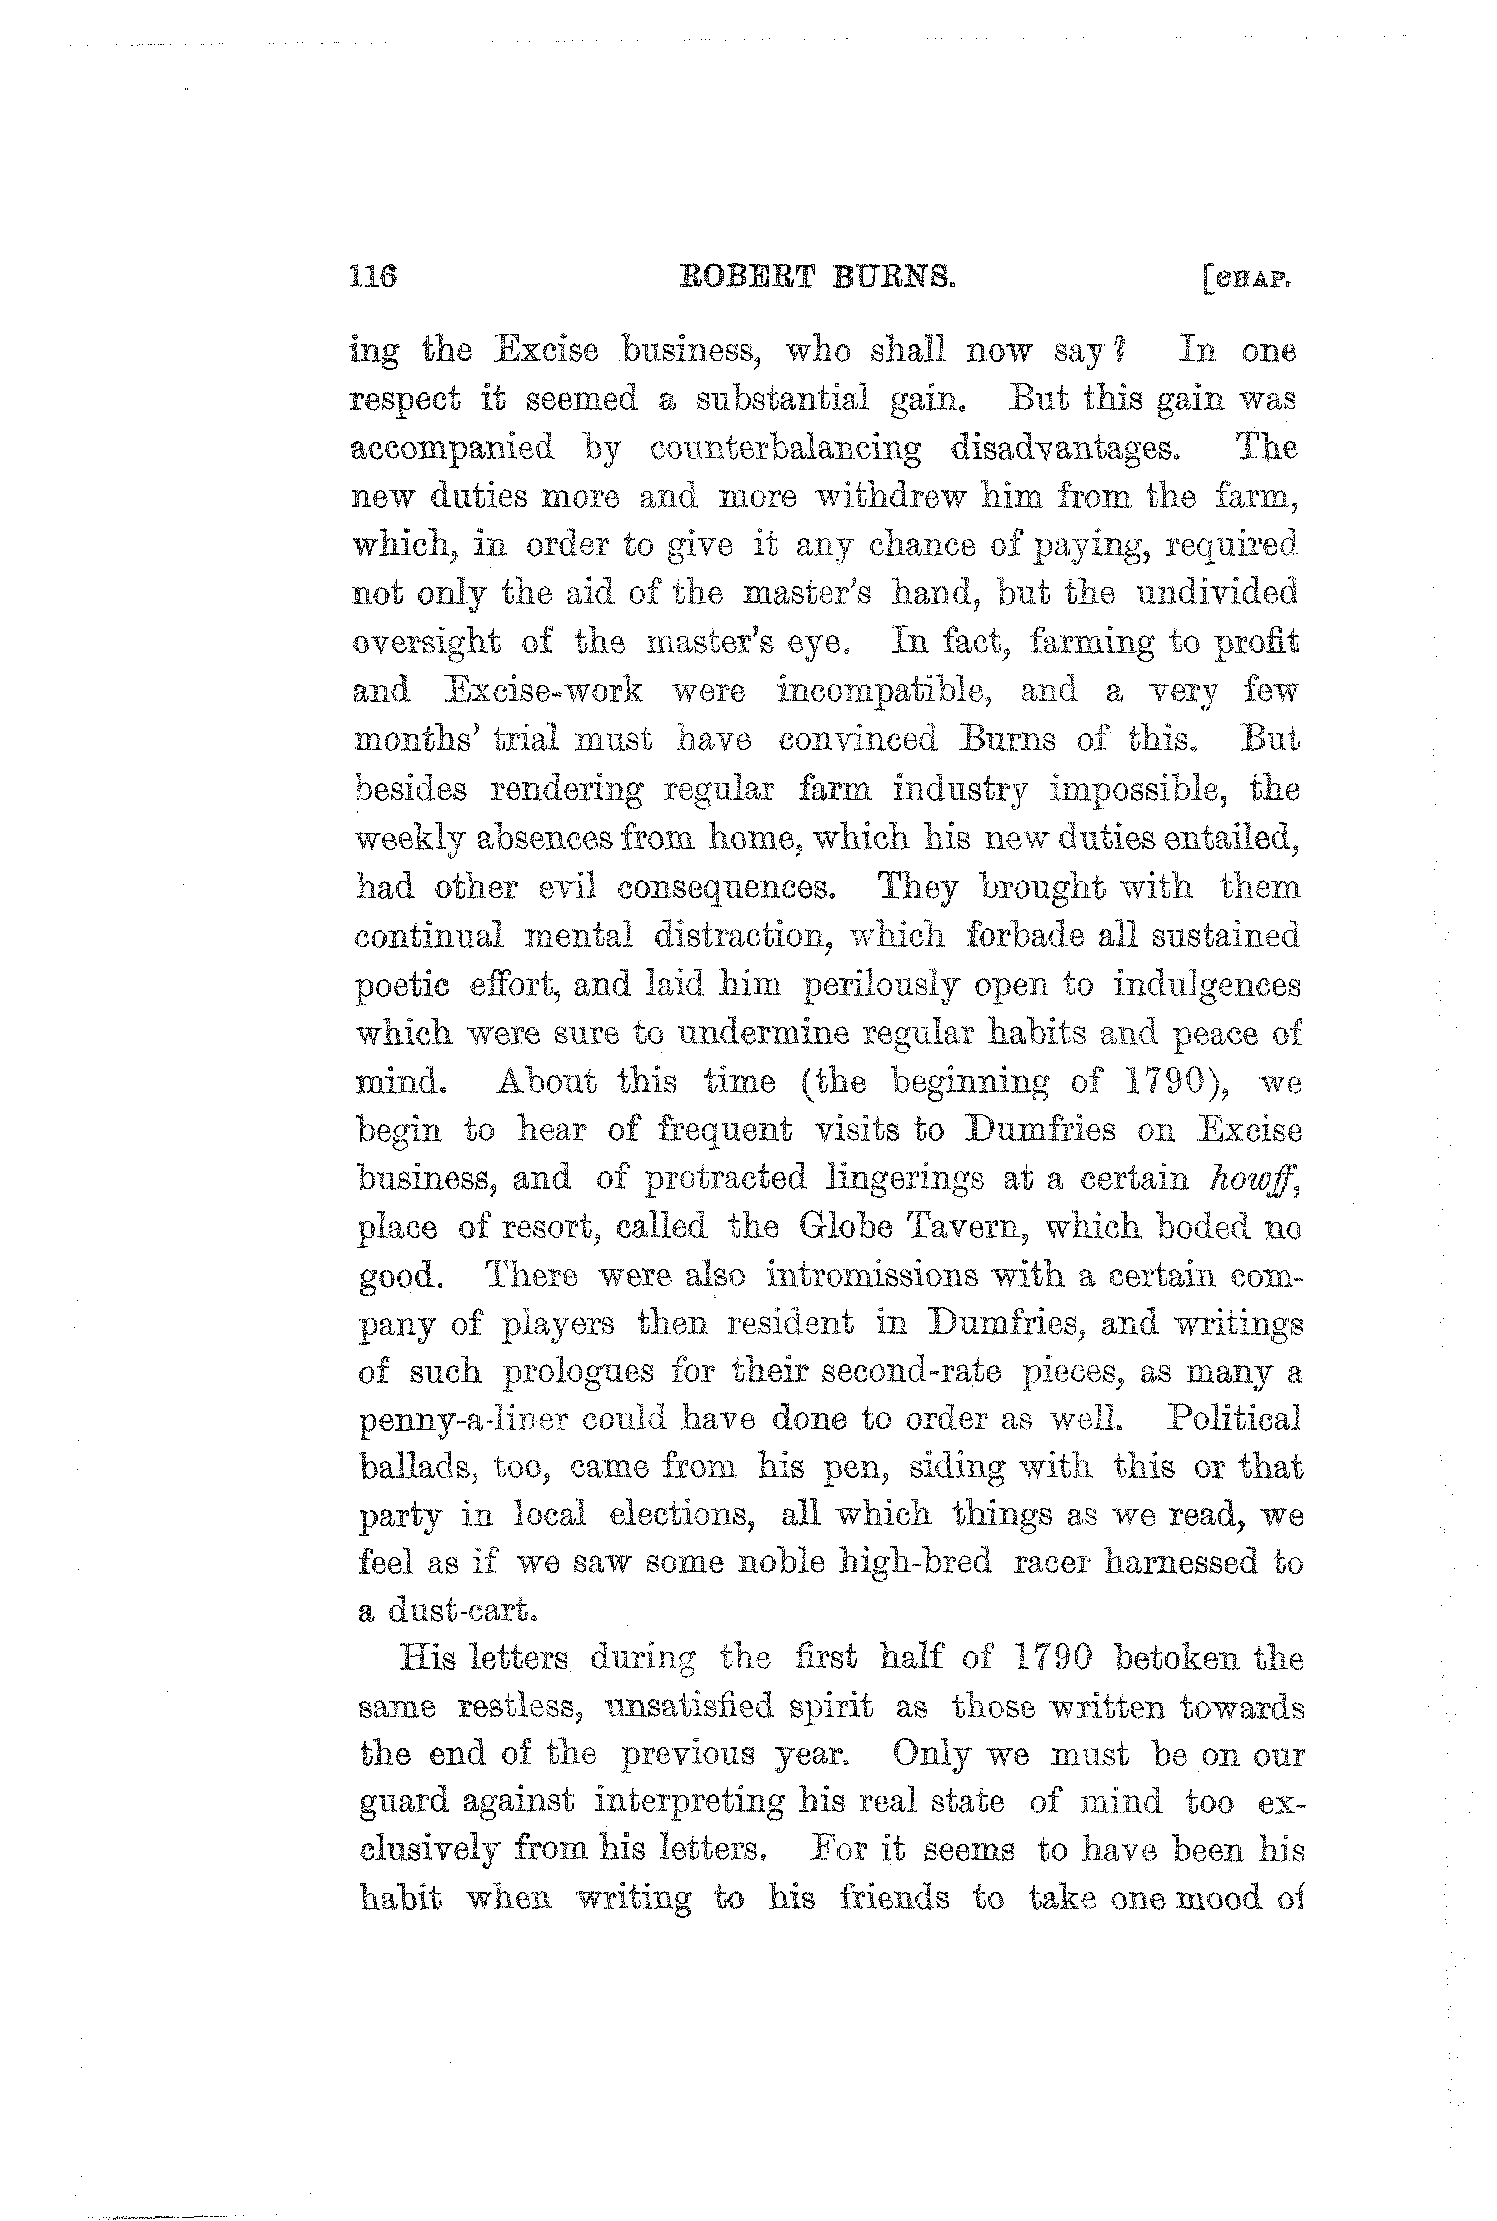 116 ROBERT BURNS. [CHAP.
ing the Excise business, who shall now say? In one
respect it seemed a substantial gain. But this gain was
accompanied by counterbalancing disadvantages. The
new duties more and more withdrew him from the farm,
which, in order to give it any chance of paying, required
not only the aid of the master's hand, but the undivided
oversight of the master's eye. In fact, farming to profit
and Excise-work were incompatible, and a very few
months' trial must have convinced Burns of this. But
besides rendering regular farm industry impossible, the
weekly absences from home, which his new duties entailed,
had other evil consequences. They brought with them
continual mental distraction, which forbade all sustained
poetic effort, and laid him perilously open to indulgences
which were sure to undermine regular habits and peace of
mind. About this time (the beginning of 1790), we
begin to hear of frequent visits to Dumfries on Excise
business, and of protracted lingerings at a certain howff,
place of resort, called the Globe Tavern, which boded no
good. There were also intromissions with a certain com-
pany of players then resident in Dumfries, and writings
of such prologues for their second-rate pieces, as many a
penny-a-liner could have done to order as well. Political
ballads, too, came from his pen, siding with this or that
party in local elections, all which things as we read, we
feel as if we saw some noble high-bred racer harnessed to
a dust-cart.
His letters during the first half of 1790 betoken the
same restless, unsatisfied spirit as those written towards
the end of the previous year. Only we must be on our
guard against interpreting his real state of mind too ex-
clusively from his letters. For it seems to have been his
habit when writing to his friends to take one mood of